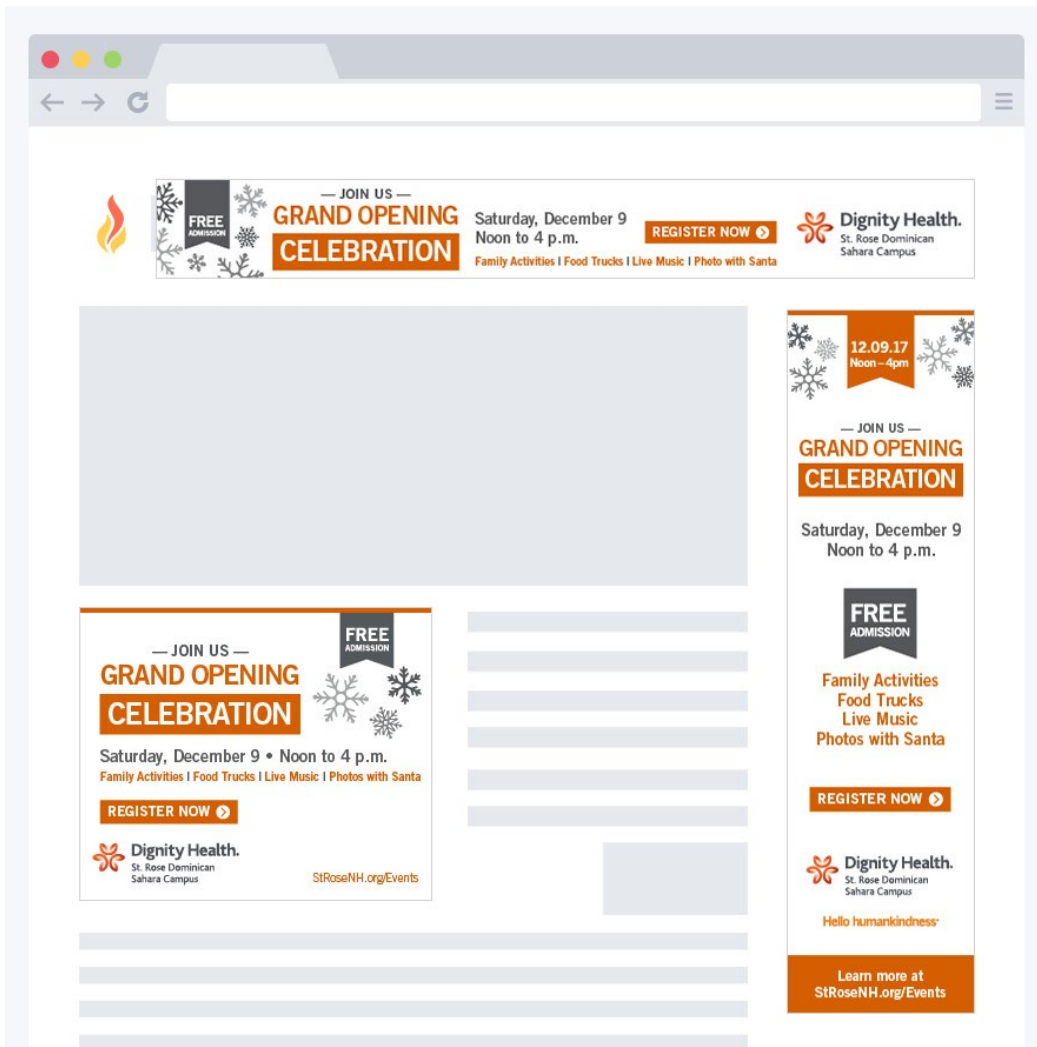 FREE
ADMISSION
— JOIN US —
GRAND OPENING
CELEBRATION
Saturday, December 9
Noon to 4 p.m.
Family Activities I Food Trucks I Live Music I Photo with Santa
REGISTER NOW
Dignity Health.
St. Rose Dominican
Sahara Campus
12.09.17
Noon – 4pm
— JOIN US —
GRAND OPENING
CELEBRATION
Saturday, December 9
Noon to 4 p.m.
FREE
ADMISSION
Family Activities
Food Trucks
Live Music
Photos with Santa
REGISTER NOW
Dignity Health.
St. Rose Dominican
Sahara Campus
Hello humankindness
Learn more at
StRoseNH.org/Events
FREE
ADMISSION
— JOIN US —
GRAND OPENING
CELEBRATION
Saturday, December 9 • Noon to 4 p.m.
Family Activities I Food Trucks I Live Music I Photos with Santa
REGISTER NOW
Dignity Health.
St. Rose Dominican
Sahara Campus
StRoseNH.org/Events